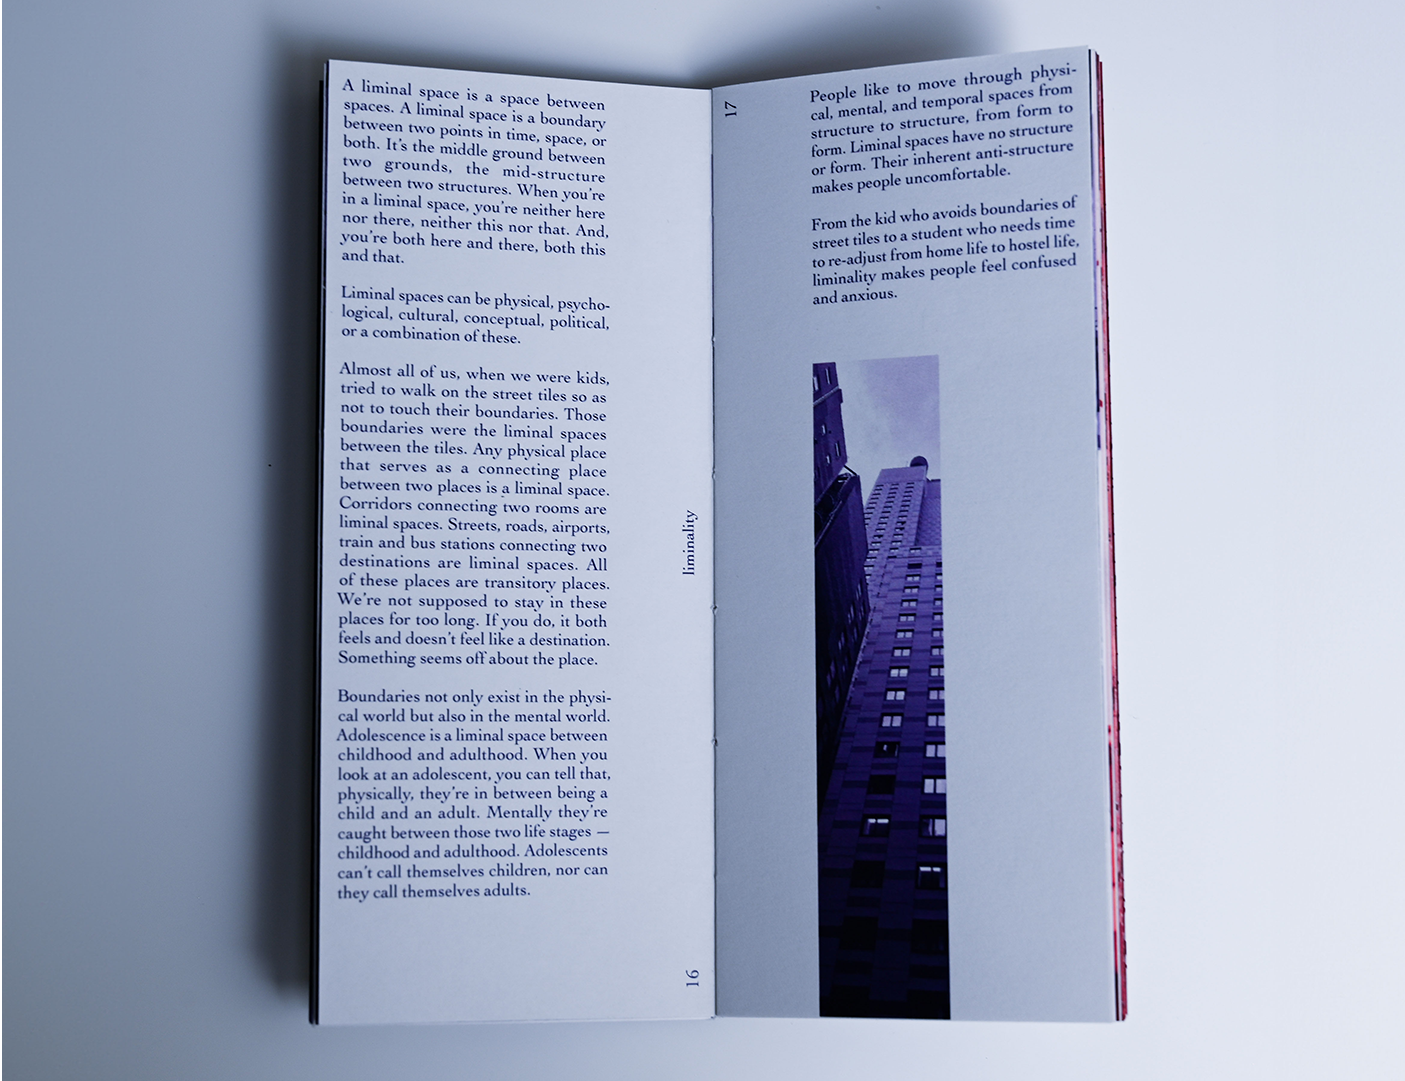 A liminal space is a space between
spaces. A liminal space is a boundary
between two points in time, space, or
both. It's the middle ground between
two grounds, the mid-structure
between two structures. When you're
in a liminal space, you're neither here
nor there, neither this nor that. And,
you're both here and there, both this
and that.
Liminal spaces can be physical, psycho-
logical, cultural, conceptual, political,
or a combination of these.
Almost all of us, when we were kids,
tried to walk on the street tiles so as
not to touch their boundaries. Those
boundaries were the liminal spaces
between the tiles. Any physical place
that serves as a connecting place
between two places is a liminal space.
Corridors connecting two rooms are
liminal spaces. Streets, roads, airports,
train and bus stations connecting two
destinations are liminal spaces. All
of these places are transitory places.
We're not supposed to stay in these
places for too long. If you do, it both
feels and doesn't feel like a destination.
Something seems off about the place.
Boundaries not only exist in the physi-
cal world but also in the mental world.
Adolescence is a liminal space between
childhood and adulthood. When you
look at an adolescent, you can tell that,
physically, they're in between being a
child and an adult. Mentally they're
caught between those two life stages —
childhood and adulthood. Adolescents
can't call themselves children, nor can
they call themselves adults.
liminality
16
17
People like to move through physi-
cal, mental, and temporal spaces from
structure to structure, from form to
form. Liminal spaces have no structure
or form. Their inherent anti-structure
makes people uncomfortable.
From the kid who avoids boundaries of
street tiles to a student who needs time
to re-adjust from home life to hostel life,
liminality makes people feel confused
and anxious.